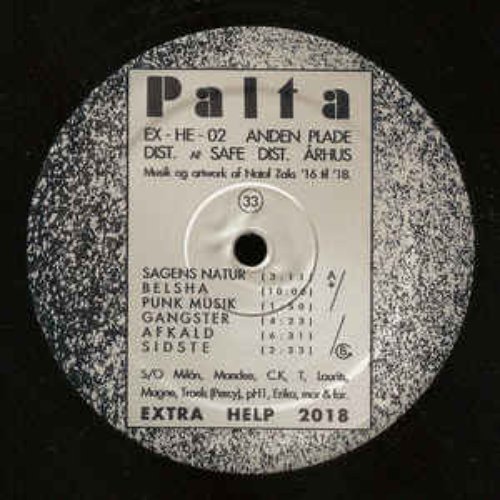 Palta
EX - HE - 02 ANDEN PLADE
DIST. SAFE DIST. ÅRHUS
Musik og artwork af Natal Zaks '16 til '18.
33
SAGENS NATUR (3:11) A
BELSHA (10:00)
PUNK MUSIK (1:50)
GANGSTER (4:23)
AFKALD (6:31)
SIDSTE (2:33)
S/O Milán, Mandee, C.K, T, Laurits,
Magne, Troels (Percy), pH1, Erika, mor & far.
EXTRA HELP 2018